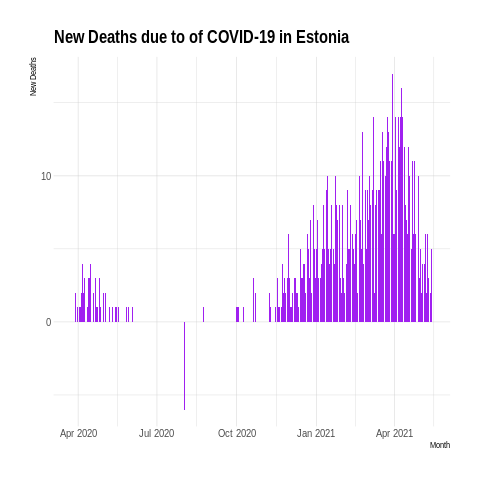 New Deaths due to of COVID-19 in Estonia
New Deaths
10
0
Apr 2020 Jul 2020 Oct 2020 Jan 2021 Apr 2021
Month